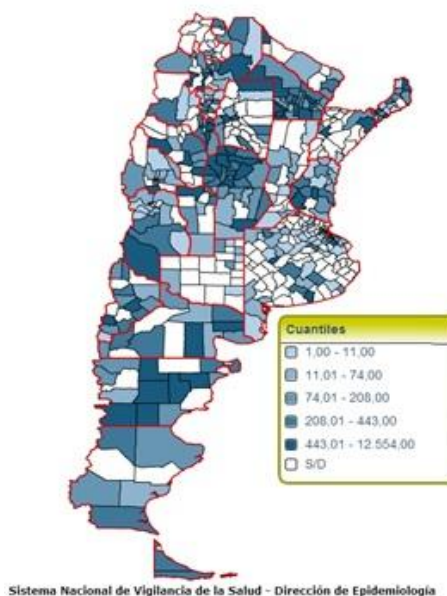 Cuantiles
1,00 - 11,00
11,01 - 74,00
74,01 - 208,00
208,01 - 443,00
443,01 - 12.554,00
S/D
Sistema Nacional de Vigilancia de la Salud - Dirección de Epidemiología